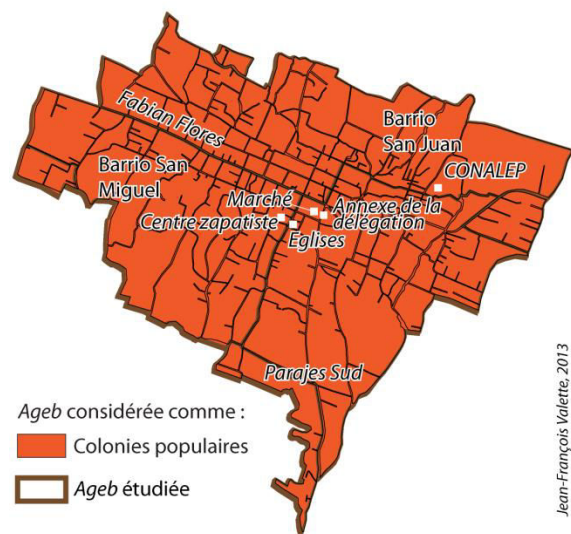 Fabian Flores
Barrio
San Juan
CONALEP
Barrio San
Miguel
Marché
Annexe de la
délégation
Centre zapatiste
Eglises
Parajes Sud
Ageb considérée comme :
Colonies populaires
Ageb étudiée
Jean-François Valette, 2013